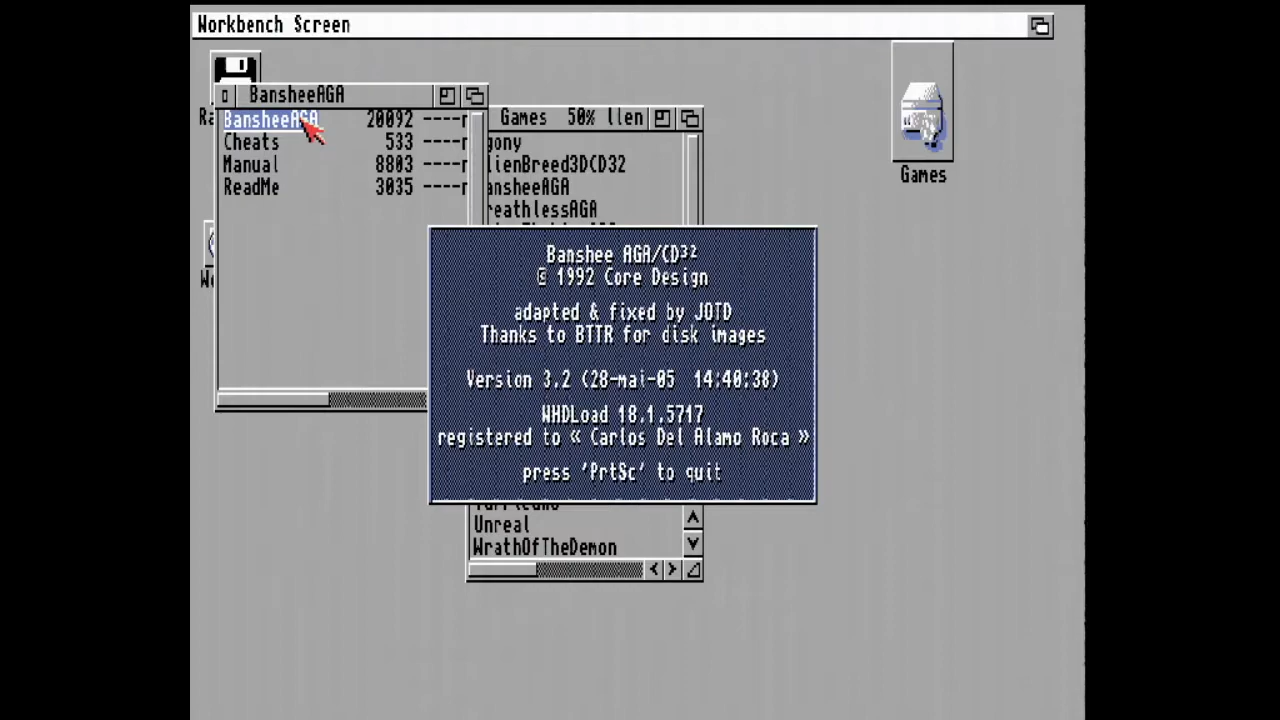 Workbench Screen
BansheeAGA
BansheeAGA 20092 ----r
Cheats 533 ----r
Manual 8803 ----r
ReadMe 3035 ----r
Games 50% llen
gony
lienBreed3DCD32
ansheeAGA
reathlessAGA
Games
Banshee AGA/CD³²
© 1992 Core Design
adapted & fixed by JOTD
Thanks to BTTR for disk images
Version 3.2 (28-mai-05 14:40:38)
WHDLoad 18.1.5717
registered to « Carlos Del Alamo Roca »
press 'PrtSc' to quit
Unreal
WrathOfTheDemon